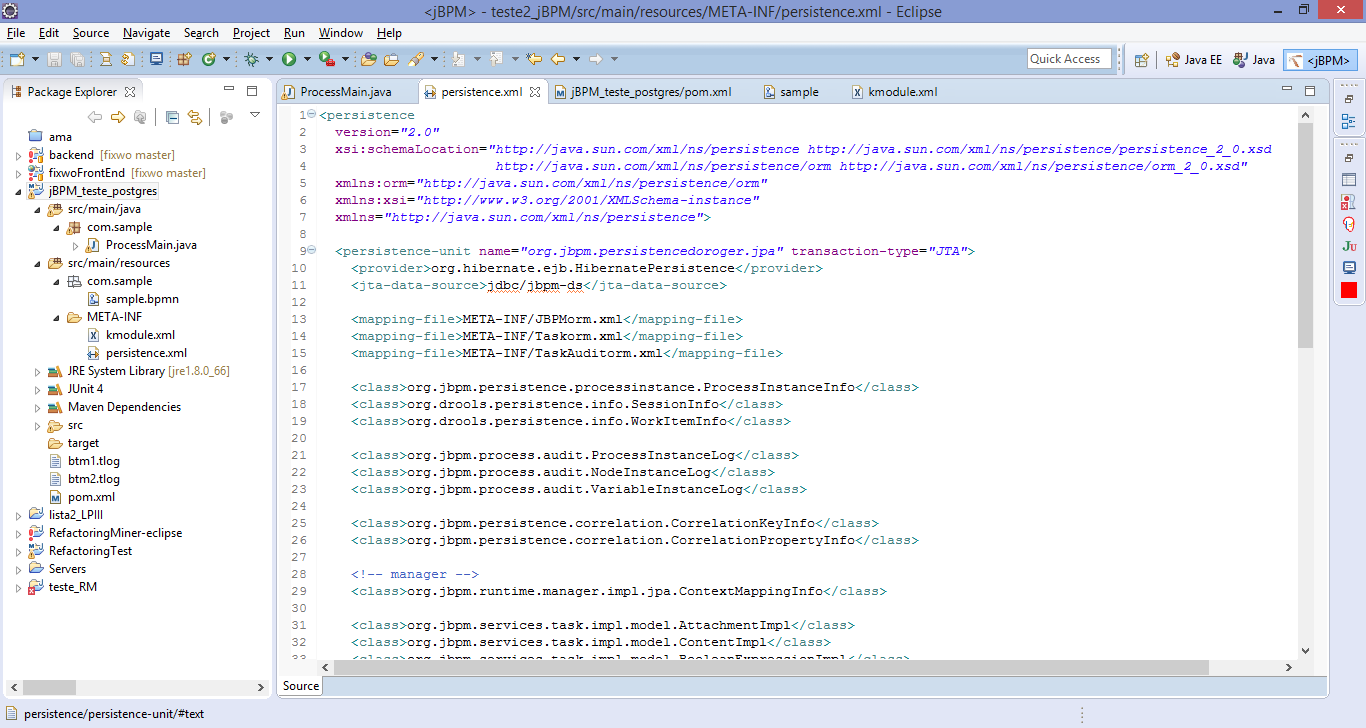 <jBPM> - teste2_jBPM/src/main/resources/META-INF/persistence.xml - Eclipse
File Edit Source Navigate Search Project Run Window Help
Quick Access Java EE Java <jBPM>
Package Explorer
ama
backend [fixwo master]
fixwoFrontEnd [fixwo master]
jBPM_teste_postgres
src/main/java
com.sample
ProcessMain.java
src/main/resources
com.sample
sample.bpmn
META-INF
kmodule.xml
persistence.xml
JRE System Library [jre1.8.0_66]
JUnit 4
Maven Dependencies
src
target
btm1.tlog
btm2.tlog
pom.xml
lista2_LPIII
RefactoringMiner-eclipse
RefactoringTest
Servers
teste_RM
ProcessMain.java persistence.xml jBPM_teste_postgres/pom.xml sample kmodule.xml
1 <persistence
2 version="2.0"
3 xsi:schemaLocation="http://java.sun.com/xml/ns/persistence http://java.sun.com/xml/ns/persistence/persistence_2_0.xsd
4 http://java.sun.com/xml/ns/persistence/orm http://java.sun.com/xml/ns/persistence/orm_2_0.xsd"
5 xmlns:orm="http://java.sun.com/xml/ns/persistence/orm"
6 xmlns:xsi="http://www.w3.org/2001/XMLSchema-instance"
7 xmlns="http://java.sun.com/xml/ns/persistence">
8
9 <persistence-unit name="org.jbpm.persistencedoroger.jpa" transaction-type="JTA">
10 <provider>org.hibernate.ejb.HibernatePersistence</provider>
11 <jta-data-source>jdbc/jbpm-ds</jta-data-source>
12
13 <mapping-file>META-INF/JBPMorm.xml</mapping-file>
14 <mapping-file>META-INF/Taskorm.xml</mapping-file>
15 <mapping-file>META-INF/TaskAuditorm.xml</mapping-file>
16
17 <class>org.jbpm.persistence.processinstance.ProcessInstanceInfo</class>
18 <class>org.drools.persistence.info.SessionInfo</class>
19 <class>org.drools.persistence.info.WorkItemInfo</class>
20
21 <class>org.jbpm.process.audit.ProcessInstanceLog</class>
22 <class>org.jbpm.process.audit.NodeInstanceLog</class>
23 <class>org.jbpm.process.audit.VariableInstanceLog</class>
24
25 <class>org.jbpm.persistence.correlation.CorrelationKeyInfo</class>
26 <class>org.jbpm.persistence.correlation.CorrelationPropertyInfo</class>
27
28 <!-- manager -->
29 <class>org.jbpm.runtime.manager.impl.jpa.ContextMappingInfo</class>
30
31 <class>org.jbpm.services.task.impl.model.AttachmentImpl</class>
32 <class>org.jbpm.services.task.impl.model.ContentImpl</class>
33 <class>org.jbpm.services.task.impl.model.BooleanExpressionImpl</class>
Source
persistence/persistence-unit/#text